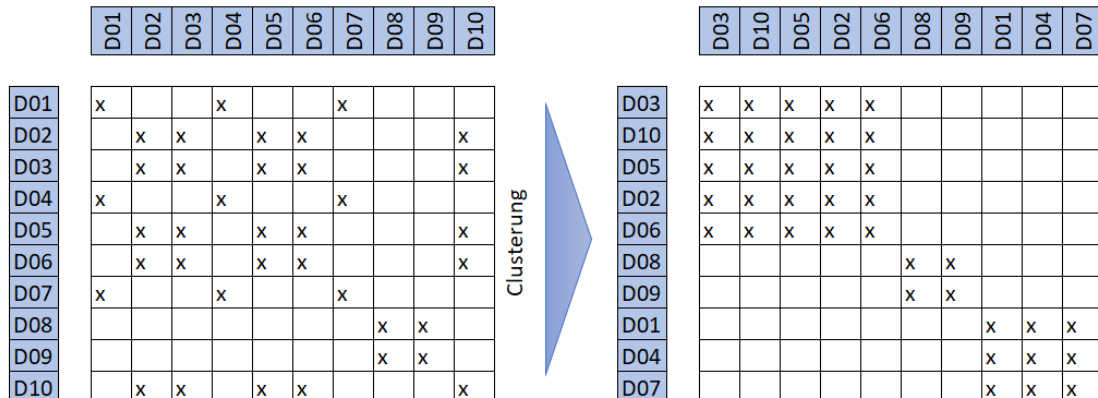 D01 D02 D03 D04 D05 D06 D07 D08 D09 D10
D01 x x x
D02 x x x x x
D03 x x x x x
D04 x x x
D05 x x x x x
D06 x x x x x
D07 x x x
D08 x x
D09 x x
D10 x x x x x
Clusterung
D03 D10 D05 D02 D06 D08 D09 D01 D04 D07
D03 x x x x x
D10 x x x x x
D05 x x x x x
D02 x x x x x
D06 x x x x x
D08 x x
D09 x x
D01 x x x
D04 x x x
D07 x x x